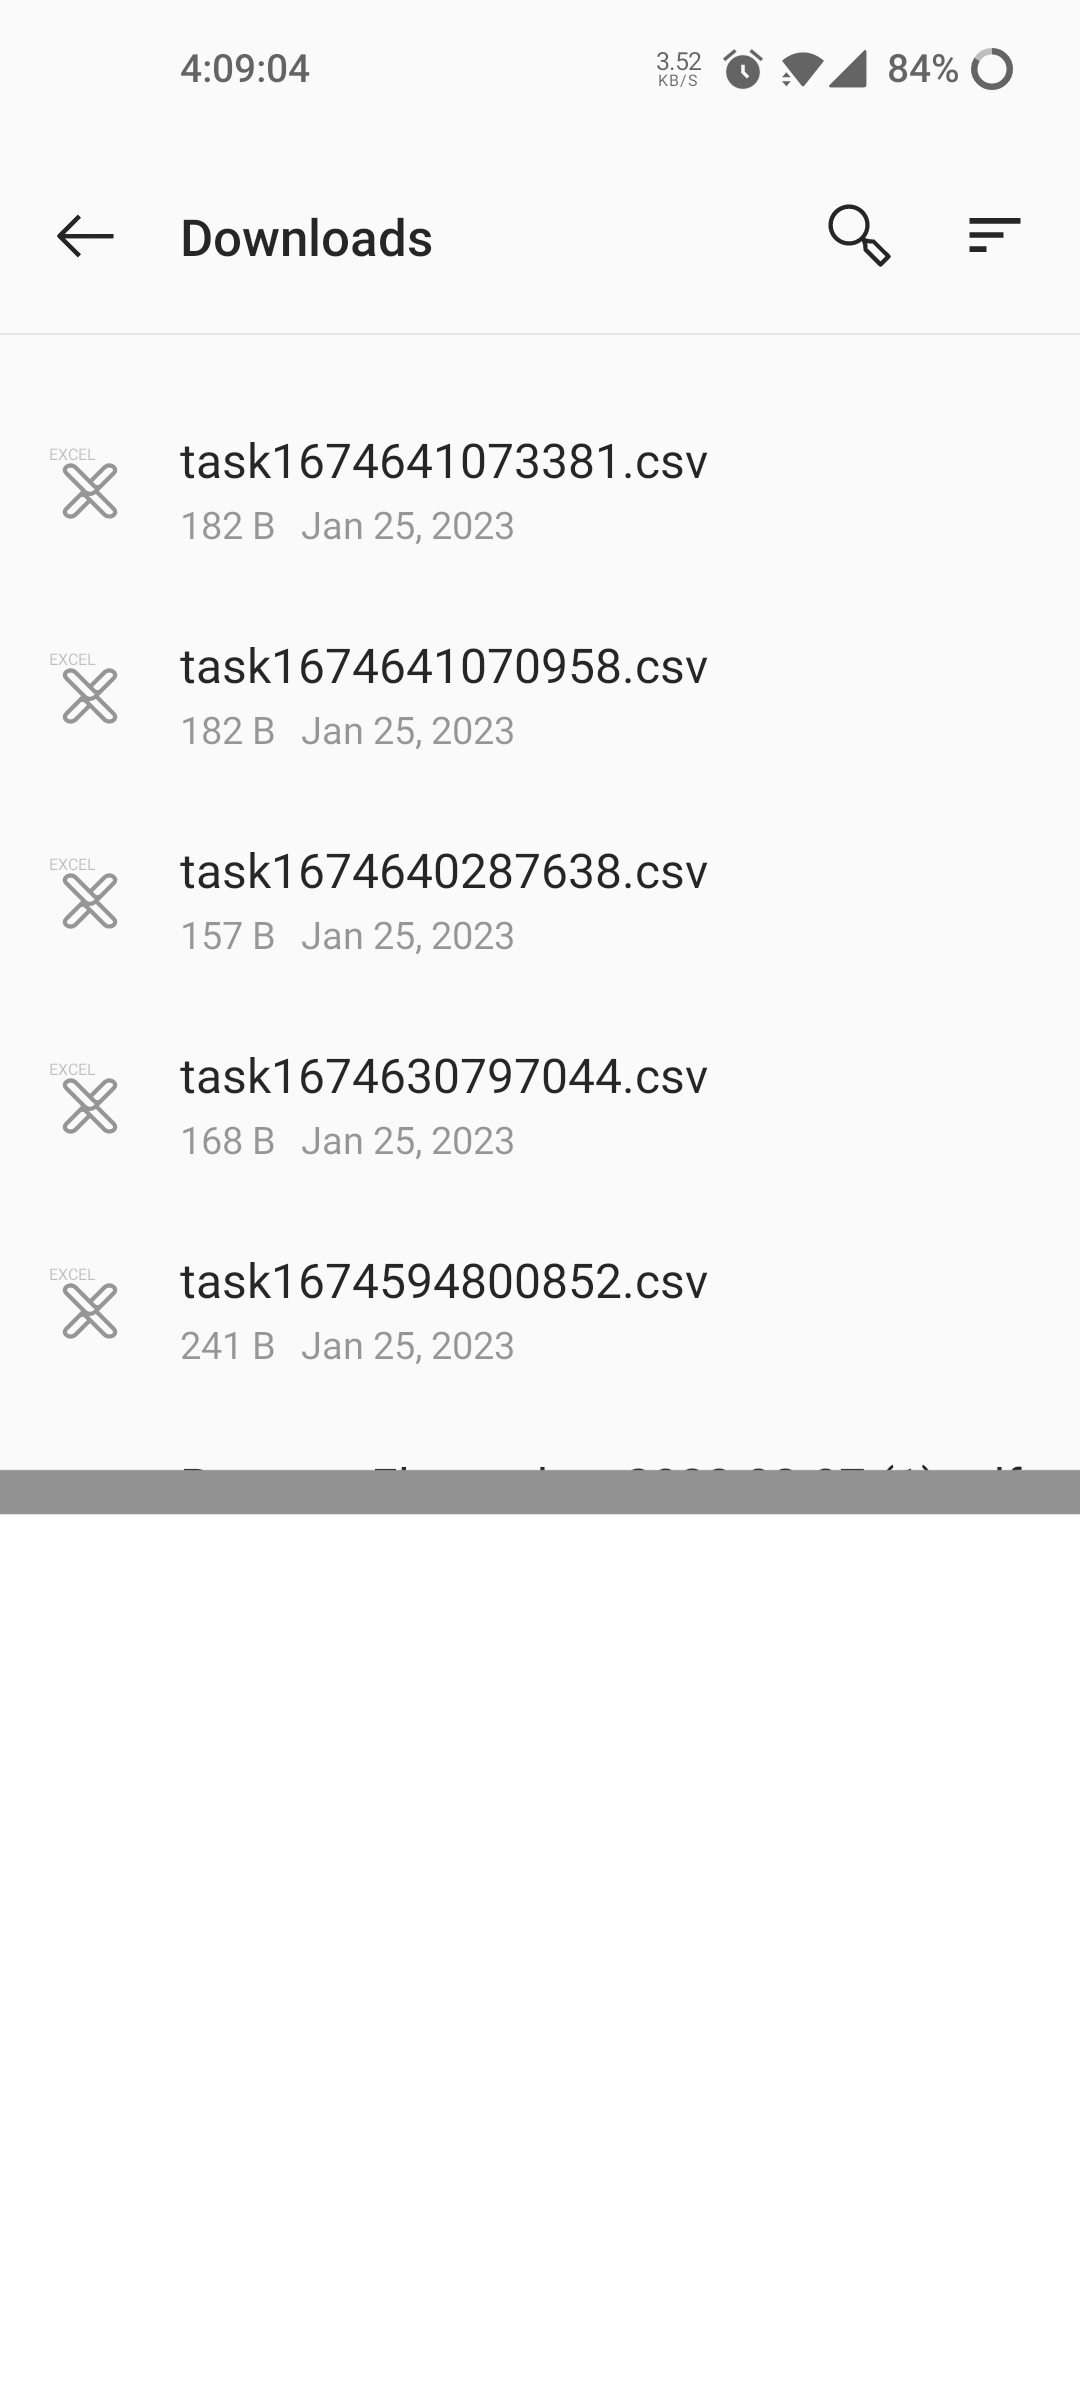 4:09:04
3.52
KB/S
84%
Downloads
EXCEL
task1674641073381.csv
182 B Jan 25, 2023
EXCEL
task1674641070958.csv
182 B Jan 25, 2023
EXCEL
task1674640287638.csv
157 B Jan 25, 2023
EXCEL
task1674630797044.csv
168 B Jan 25, 2023
EXCEL
task1674594800852.csv
241 B Jan 25, 2023